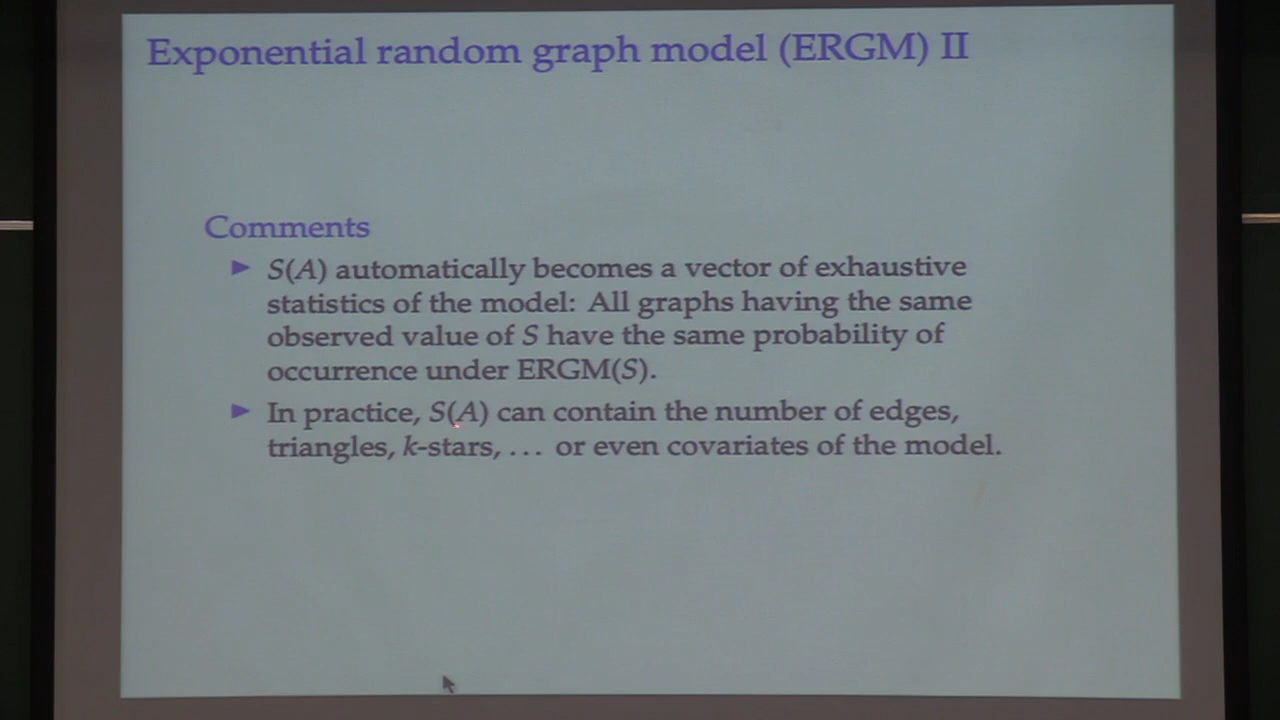 Exponential random graph model (ERGM) II
Comments
► S(A) automatically becomes a vector of exhaustive
statistics of the model: All graphs having the same
observed value of S have the same probability of
occurrence under ERGM(S).
► In practice, S(A) can contain the number of edges,
triangles, k-stars, ... or even covariates of the model.